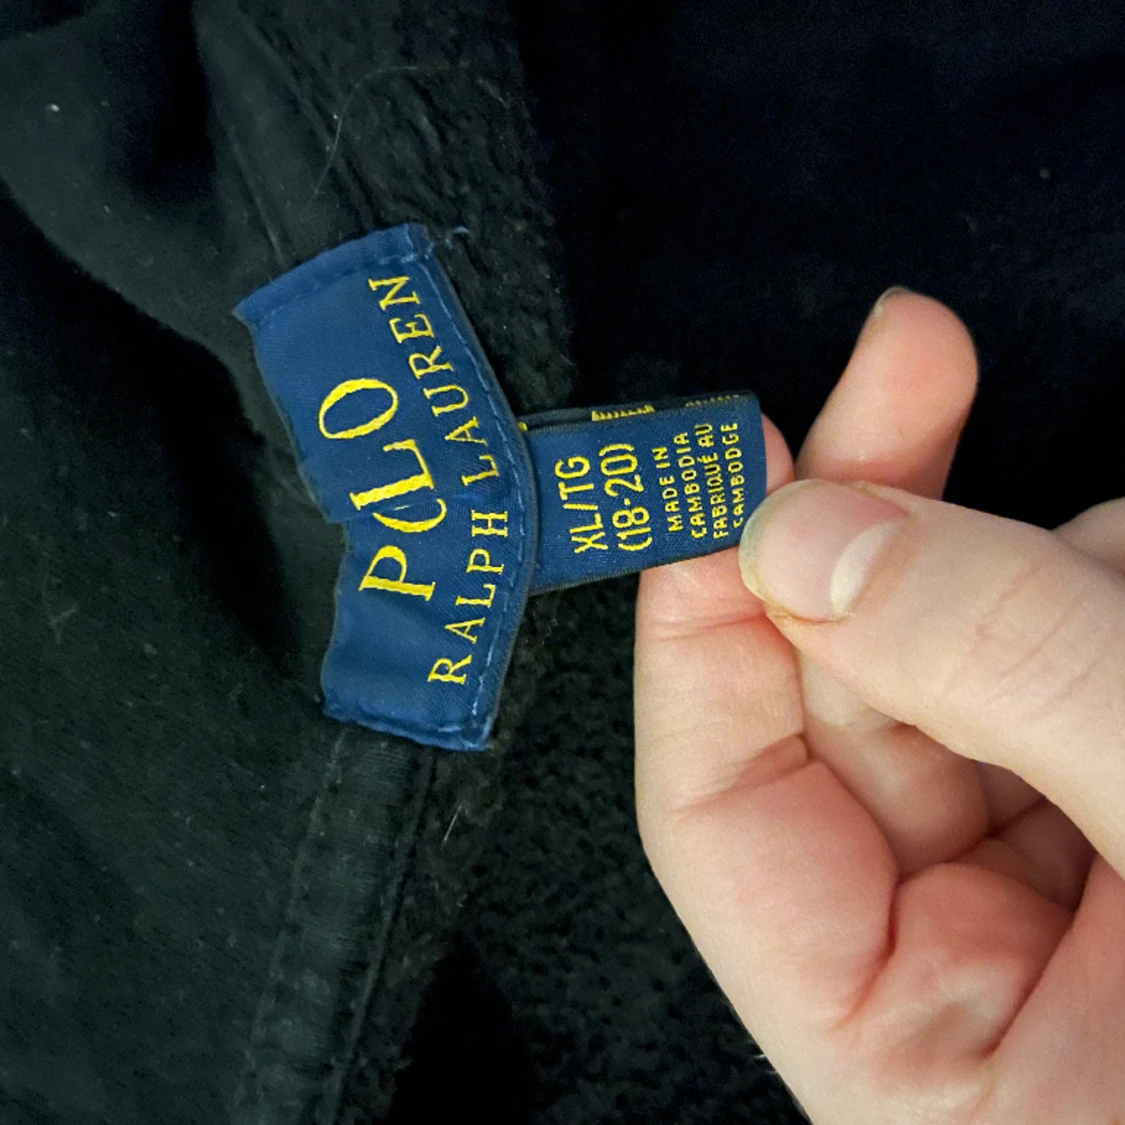 POLO
RALPH LAUREN
XL/TG
(18-20)
MADE IN
CAMBODIA
FABRIQUÉ AU
CAMBODGE